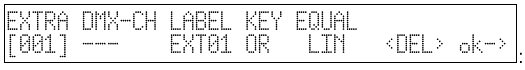 EXTRA DMX-CH LABEL KEY EQUAL
[001] --- EXT01 OR LIN <DEL> ok->.